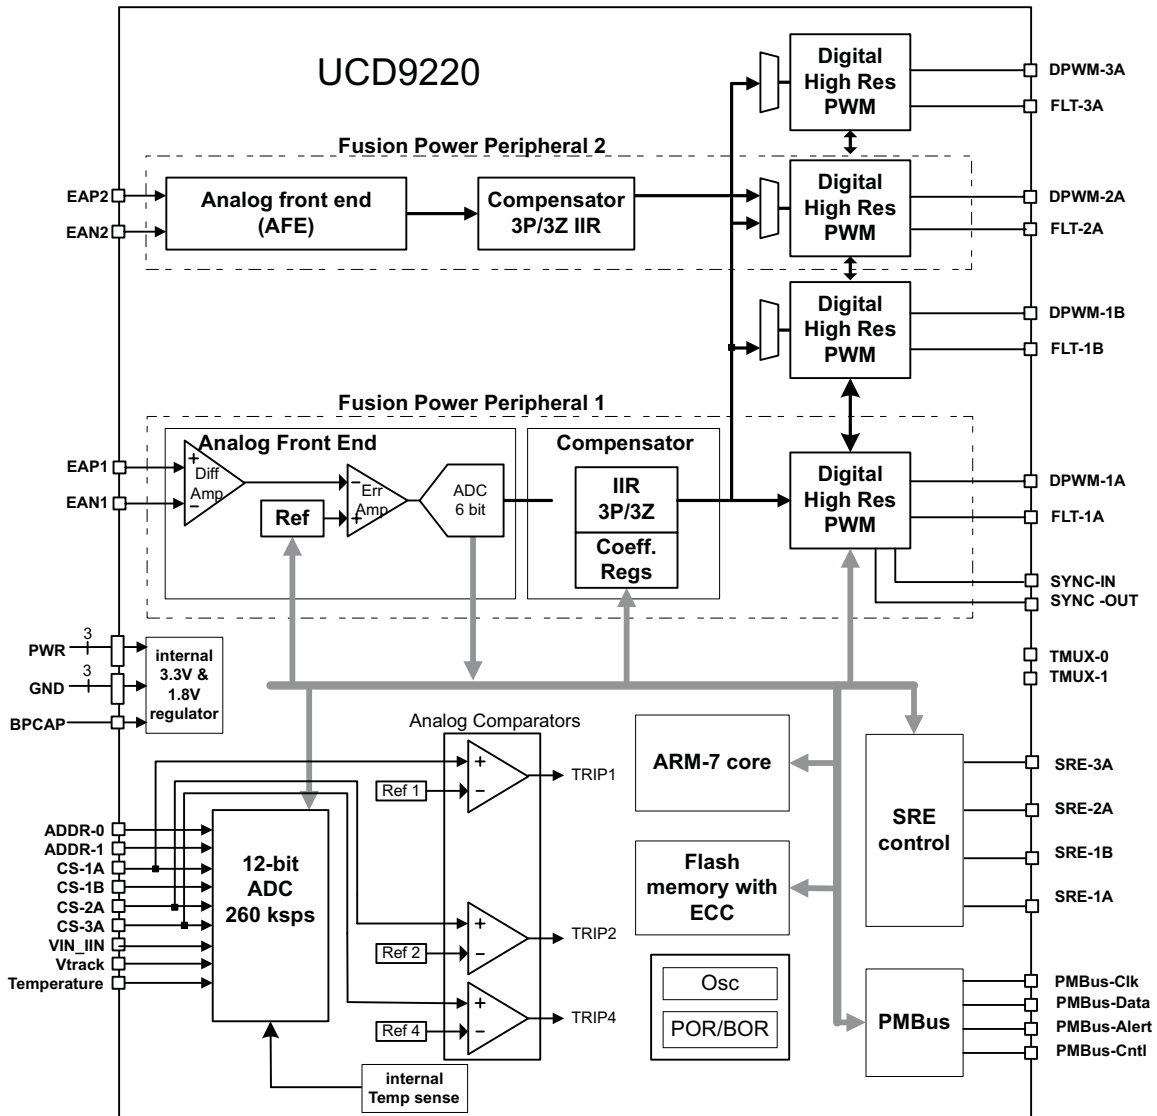 UCD9220
Digital
High Res
PWM
DPWM-3A
FLT-3A
Fusion Power Peripheral 2
EAP2
EAN2
Analog front end
(AFE)
Compensator
3P/3Z IIR
Digital
High Res
PWM
DPWM-2A
FLT-2A
Digital
High Res
PWM
DPWM-1B
FLT-1B
Fusion Power Peripheral 1
Analog Front End
Compensator
EAP1
EAN1
+
Diff
Amp
−
−
Err
Amp
+
Ref
ADC
6 bit
IIR
3P/3Z
Coeff.
Regs
Digital
High Res
PWM
DPWM-1A
FLT-1A
SYNC-IN
SYNC -OUT
TMUX-0
TMUX-1
PWR
3
GND
3
BPCAP
internal
3.3V &
1.8V
regulator
Analog Comparators
+
−
Ref 1
TRIP1
+
−
Ref 2
TRIP2
+
−
Ref 4
TRIP4
ADDR-0
ADDR-1
CS-1A
CS-1B
CS-2A
CS-3A
VIN_IIN
Vtrack
Temperature
12-bit
ADC
260 ksps
internal
Temp sense
ARM-7 core
Flash
memory with
ECC
Osc
POR/BOR
SRE
control
SRE-3A
SRE-2A
SRE-1B
SRE-1A
PMBus
PMBus-Clk
PMBus-Data
PMBus-Alert
PMBus-Cntl